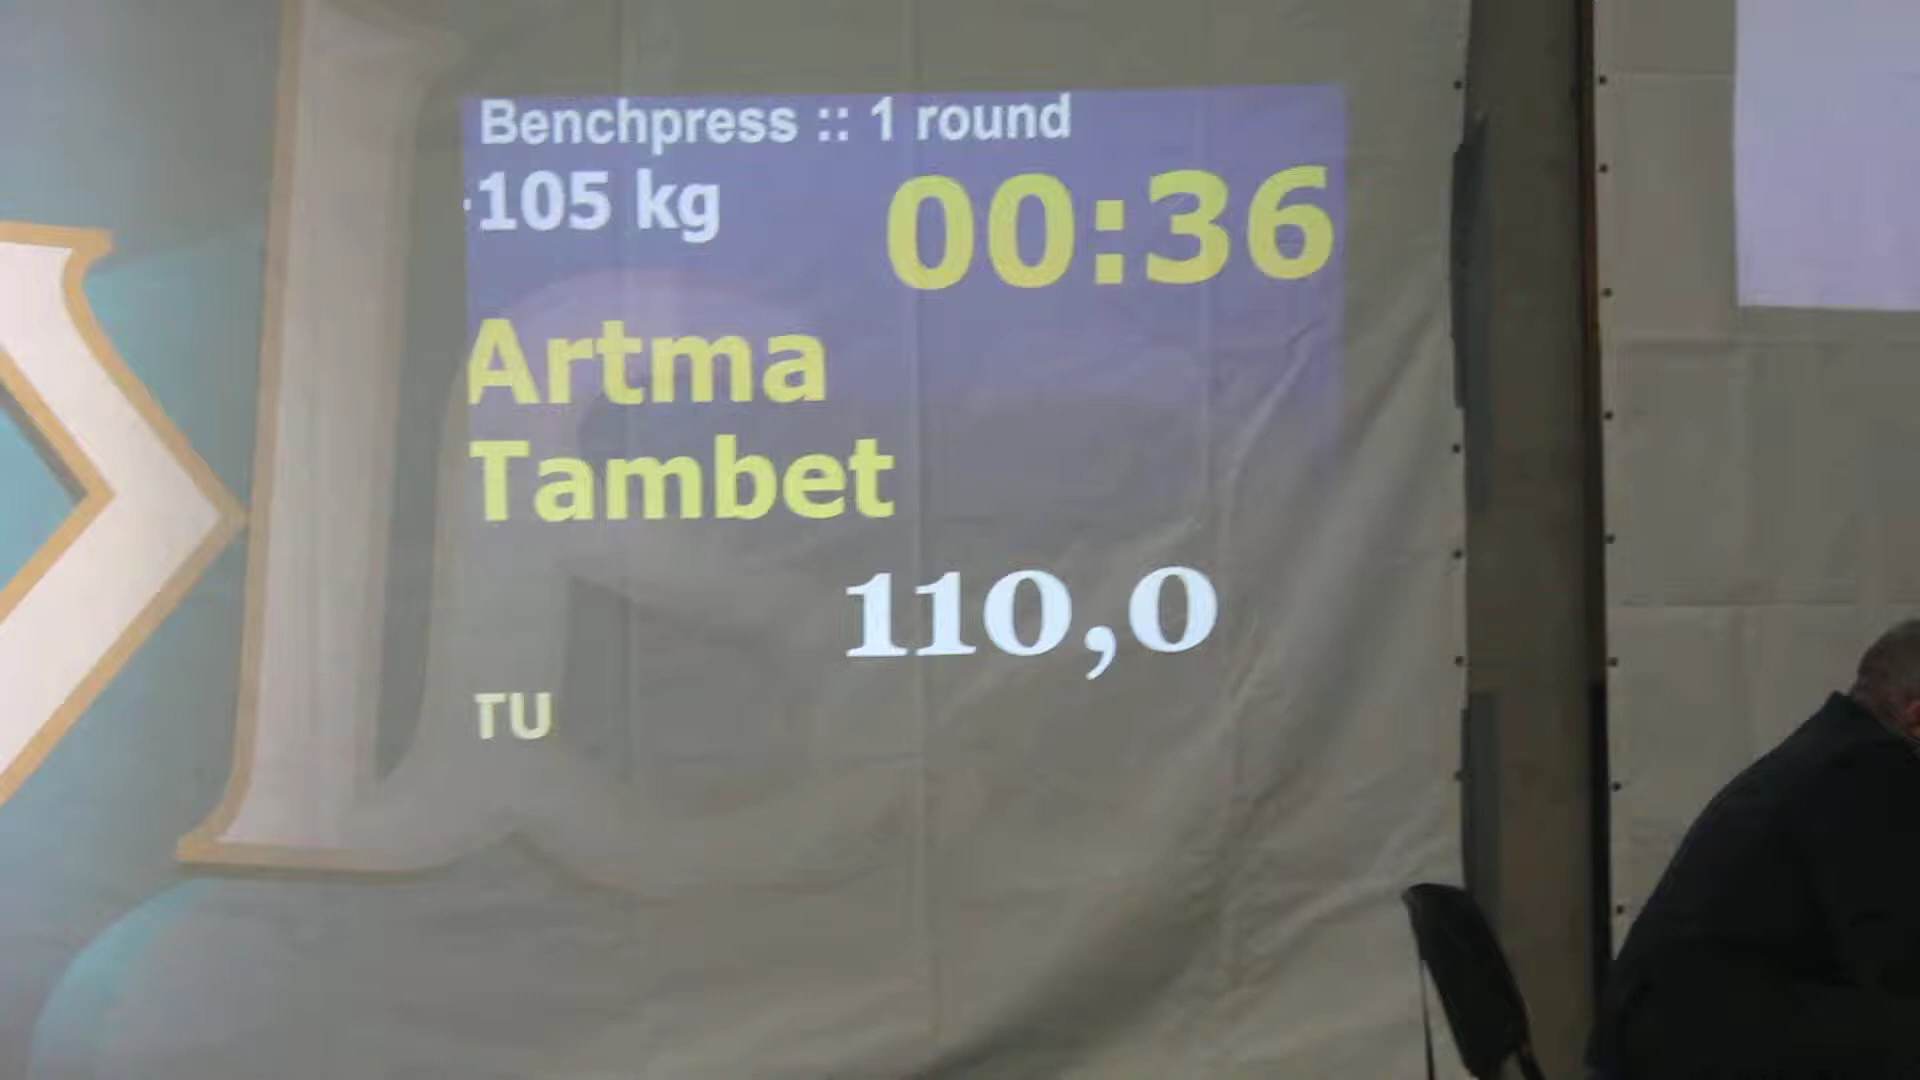 Benchpress :: 1 round
-105 kg
00:36
Artma
Tambet
110,0
TU